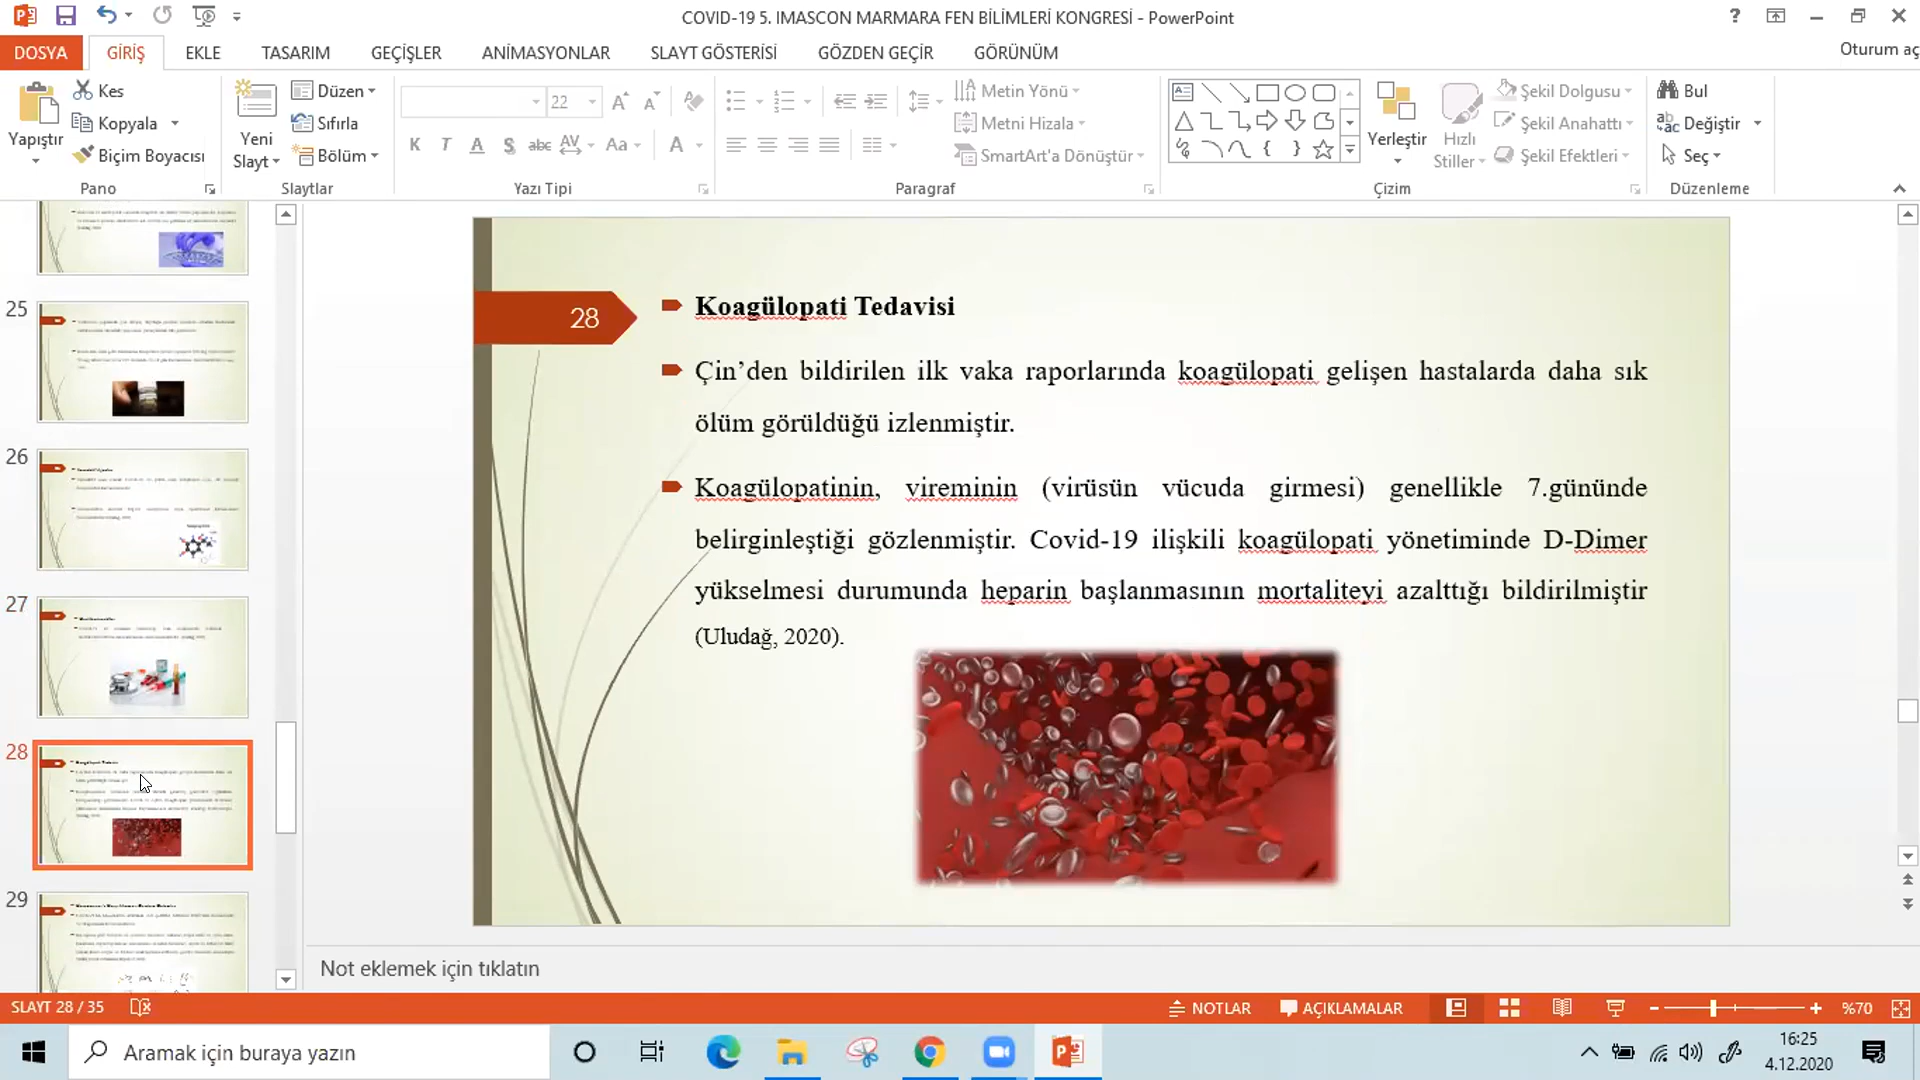 COVID-19 5. IMASCON MARMARA FEN BİLİMLERİ KONGRESİ - PowerPoint
DOSYA GİRİŞ EKLE TASARIM GEÇİŞLER ANİMASYONLAR SLAYT GÖSTERİSİ GÖZDEN GEÇİR GÖRÜNÜM Oturum aç
Yapıştır
Kes
Kopyala
Biçim Boyacısı
Pano
Yeni
Slayt
Düzen
Sıfırla
Bölüm
Slaytlar
22
K T A S abc AV Aa A
Yazı Tipi
Metin Yönü
Metni Hizala
SmartArt'a Dönüştür
Paragraf
Yerleştir
Hızlı
Stiller
Şekil Dolgusu
Şekil Anahattı
Şekil Efektleri
Çizim
Bul
Değiştir
Seç
Düzenleme
25
26
27
28
29
28
Koagülopati Tedavisi
Çin’den bildirilen ilk vaka raporlarında koagülopati gelişen hastalarda daha sık
ölüm görüldüğü izlenmiştir.
Koagülopatinin, vireminin (virüsün vücuda girmesi) genellikle 7.gününde
belirginleştiği gözlenmiştir. Covid-19 ilişkili koagülopati yönetiminde D-Dimer
yükselmesi durumunda heparin başlanmasının mortaliteyi azalttığı bildirilmiştir
(Uludağ, 2020).
Not eklemek için tıklatın
SLAYT 28 / 35 NOTLAR AÇIKLAMALAR %70
Aramak için buraya yazın
16:25
4.12.2020